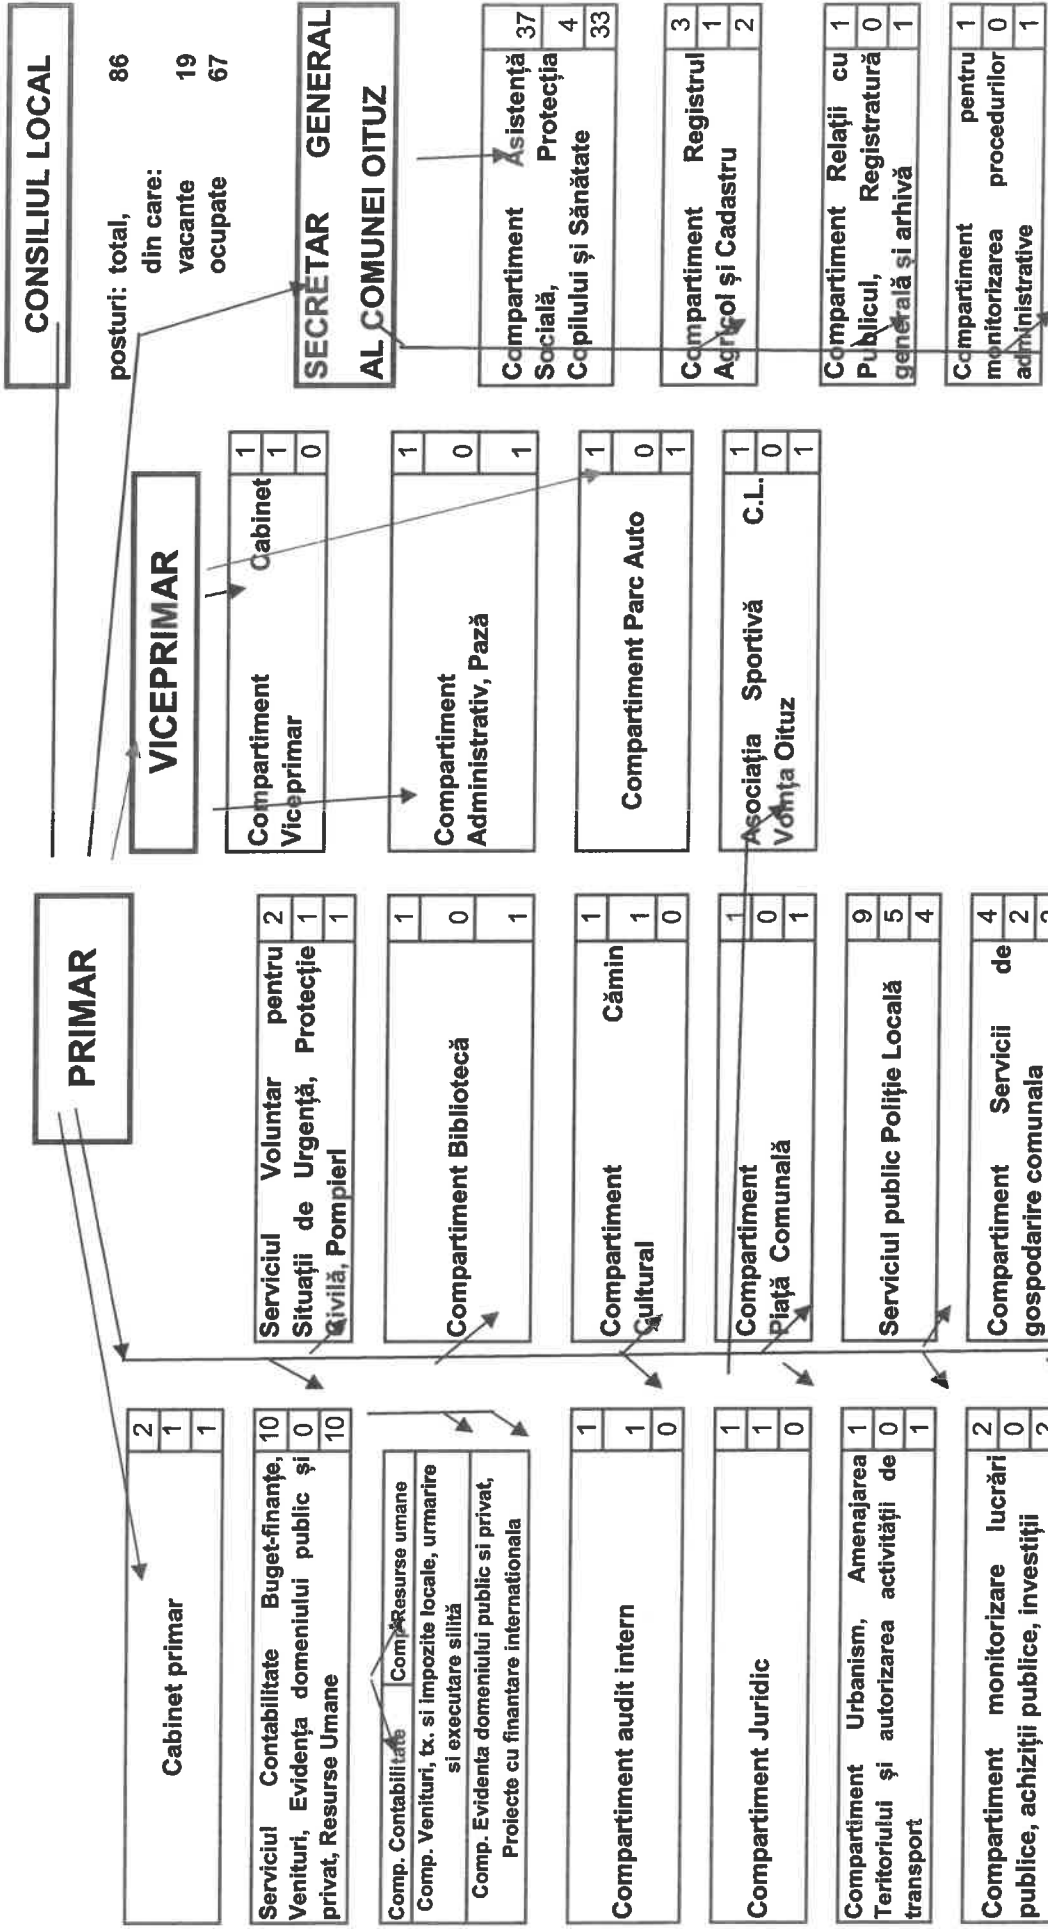 CONSILIUL LOCAL
posturi: total, 86
din care:
vacante 19
ocupate 67
PRIMAR
VICEPRIMAR
SECRETAR GENERAL
AL COMUNEI OITUZ
Cabinet primar
2
1
1
Serviciul Contabilitate Buget-finanțe,
Venituri, Evidența domeniului public și
privat, Resurse Umane
10
0
10
Comp. Contabilitate
Comp Resurse umane
Comp. Venituri, tx. si impozite locale, urmarire
si executare silită
Comp. Evidenta domeniului public si privat,
Proiecte cu finantare internationala
Compartiment audit intern
1
1
0
Compartiment Juridic
1
1
0
Compartiment Urbanism, Amenajarea
Teritoriului și autorizarea activității de
transport
1
0
1
Compartiment monitorizare lucrări
publice, achiziții publice, investiții
2
0
2
Serviciul Voluntar pentru
Situații de Urgență, Protecție
Civilă, Pompieri
2
1
1
Compartiment Bibliotecă
1
0
1
Compartiment Cămin
Cultural
1
1
0
Compartiment
Piață Comunală
1
0
1
Serviciul public Poliție Locală
9
5
4
Compartiment Servicii de
gospodarire comunala
4
2
Compartiment Cabinet
Viceprimar
1
1
0
Compartiment
Administrativ, Pază
1
0
1
Compartiment Parc Auto
1
0
1
Asociația Sportivă C.L.
Voința Oituz
1
0
1
Compartiment Asistență
Socială, Protecția
Copilului și Sănătate
37
4
33
Compartiment Registrul
Agricol și Cadastru
3
1
2
Compartiment Relații cu
Publicul, Registratură
generală și arhivă
1
0
1
Compartiment pentru
monitorizarea procedurilor
administrative
1
0
1